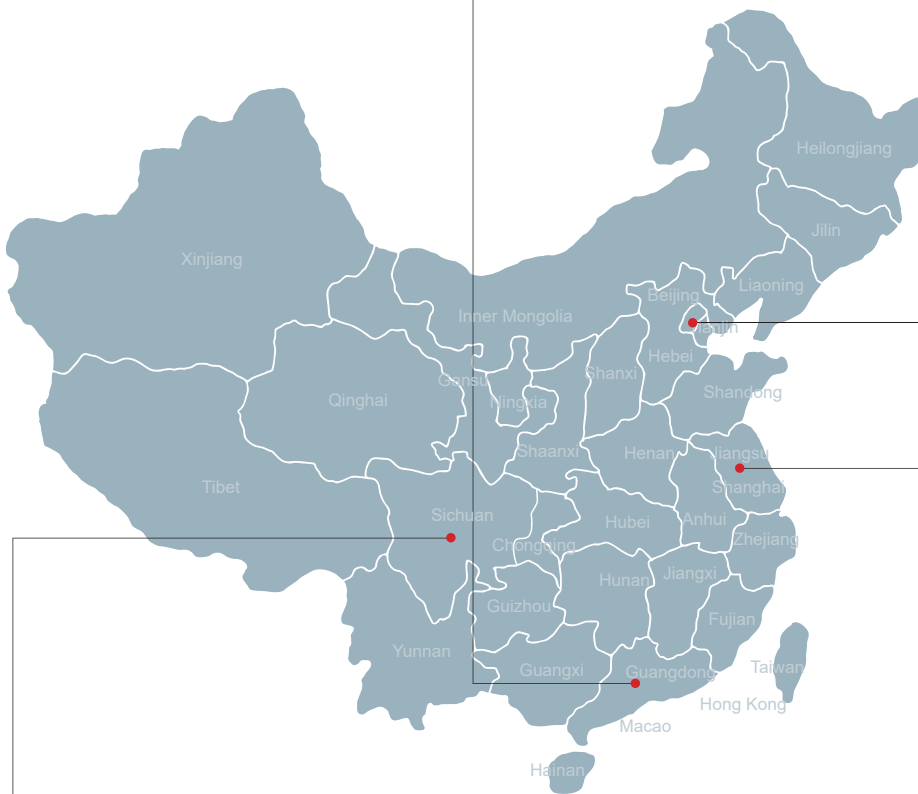 Heilongjiang
Jilin
Xinjiang
Liaoning
Beijing
Inner Mongolia
Tianjin
Hebei
Shanxi
Gansu
Shandong
Qinghai
Ningxia
Shaanxi
Henan
Jiangsu
Tibet
Shanghai
Sichuan
Hubei
Anhui
Zhejiang
Chongqing
Jiangxi
Hunan
Guizhou
Fujian
Yunnan
Taiwan
Guangxi
Guangdong
Hong Kong
Macao
Hainan